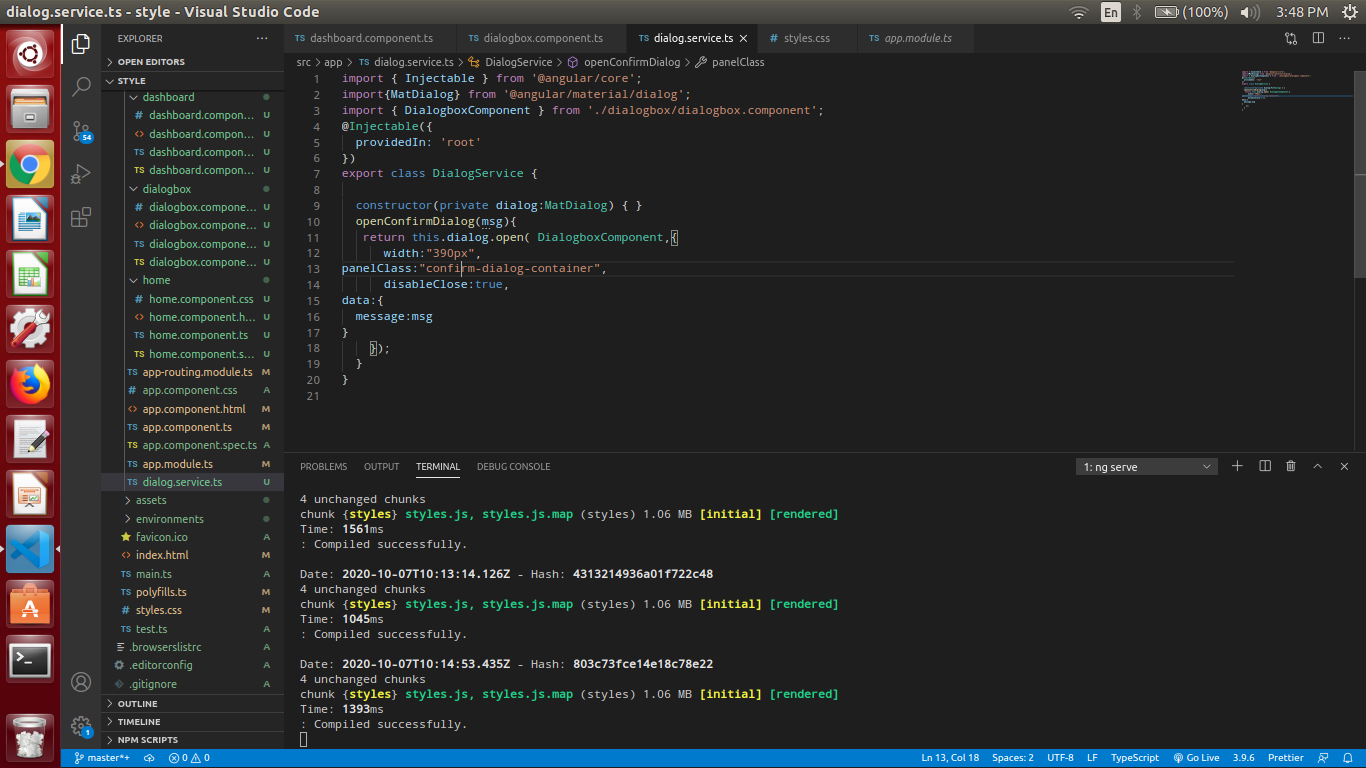 dialog.service.ts - style - Visual Studio Code
En (100%) 3:48 PM
EXPLORER
OPEN EDITORS
STYLE
dashboard
# dashboard.compon... U
<> dashboard.compon... U
TS dashboard.compon... U
TS dashboard.compon... U
dialogbox
# dialogbox.compone... U
<> dialogbox.compone... U
TS dialogbox.compone... U
TS dialogbox.compone... U
home
# home.component.css U
<> home.component.h... U
TS home.component.ts U
TS home.component.s... U
TS app-routing.module.ts M
# app.component.css A
<> app.component.html M
TS app.component.ts M
TS app.component.spec.ts A
TS app.module.ts M
TS dialog.service.ts U
assets
environments
favicon.ico A
<> index.html M
TS main.ts A
TS polyfills.ts M
# styles.css M
TS test.ts A
.browserslistrc A
.editorconfig A
.gitignore A
OUTLINE
TIMELINE
NPM SCRIPTS
54
1
TS dashboard.component.ts
TS dialogbox.component.ts
TS dialog.service.ts
# styles.css
TS app.module.ts
src > app > TS dialog.service.ts > DialogService > openConfirmDialog > panelClass
1 import { Injectable } from '@angular/core';
2 import{MatDialog} from '@angular/material/dialog';
3 import { DialogboxComponent } from './dialogbox/dialogbox.component';
4 @Injectable({
5 providedIn: 'root'
6 })
7 export class DialogService {
8
9 constructor(private dialog:MatDialog) { }
10 openConfirmDialog(msg){
11 return this.dialog.open( DialogboxComponent,{
12 width:"390px",
13 panelClass:"confirm-dialog-container",
14 disableClose:true,
15 data:{
16 message:msg
17 }
18 });
19 }
20 }
21
PROBLEMS OUTPUT TERMINAL DEBUG CONSOLE 1: ng serve
4 unchanged chunks
chunk {styles} styles.js, styles.js.map (styles) 1.06 MB [initial] [rendered]
Time: 1561ms
: Compiled successfully.
Date: 2020-10-07T10:13:14.126Z - Hash: 4313214936a01f722c48
4 unchanged chunks
chunk {styles} styles.js, styles.js.map (styles) 1.06 MB [initial] [rendered]
Time: 1045ms
: Compiled successfully.
Date: 2020-10-07T10:14:53.435Z - Hash: 803c73fce14e18c78e22
4 unchanged chunks
chunk {styles} styles.js, styles.js.map (styles) 1.06 MB [initial] [rendered]
Time: 1393ms
: Compiled successfully.
master*+ 0 0 Ln 13, Col 18 Spaces: 2 UTF-8 LF TypeScript Go Live 3.9.6 Prettier